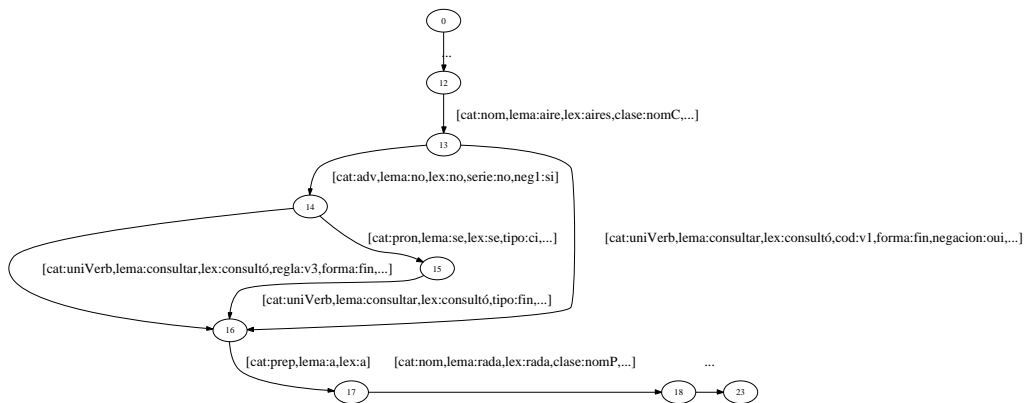 0
...
12
[cat:nom,lema:aire,lex:aires,clase:nomC,...]
13
[cat:adv,lema:no,lex:no,serie:no,neg1:si]
14
[cat:pron,lema:se,lex:se,tipo:ci,...]
[cat:uniVerb,lema:consultar,lex:consultó,cod:v1,forma:fin,negacion:oui,...]
[cat:uniVerb,lema:consultar,lex:consultó,regla:v3,forma:fin,...]
15
[cat:uniVerb,lema:consultar,lex:consultó,tipo:fin,...]
16
[cat:prep,lema:a,lex:a]
[cat:nom,lema:rada,lex:rada,clase:nomP,...]
...
17
18
23